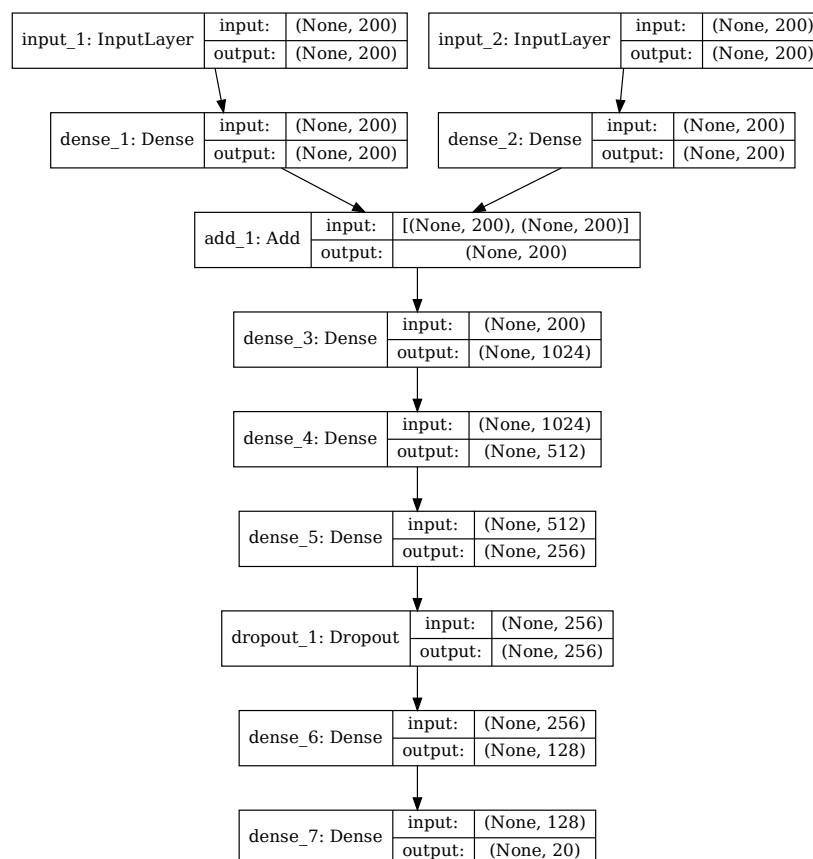 input_1: InputLayer input: (None, 200)
output: (None, 200)
input_2: InputLayer input: (None, 200)
output: (None, 200)
dense_1: Dense input: (None, 200)
output: (None, 200)
dense_2: Dense input: (None, 200)
output: (None, 200)
add_1: Add input: [(None, 200), (None, 200)]
output: (None, 200)
dense_3: Dense input: (None, 200)
output: (None, 1024)
dense_4: Dense input: (None, 1024)
output: (None, 512)
dense_5: Dense input: (None, 512)
output: (None, 256)
dropout_1: Dropout input: (None, 256)
output: (None, 256)
dense_6: Dense input: (None, 256)
output: (None, 128)
dense_7: Dense input: (None, 128)
output: (None, 20)